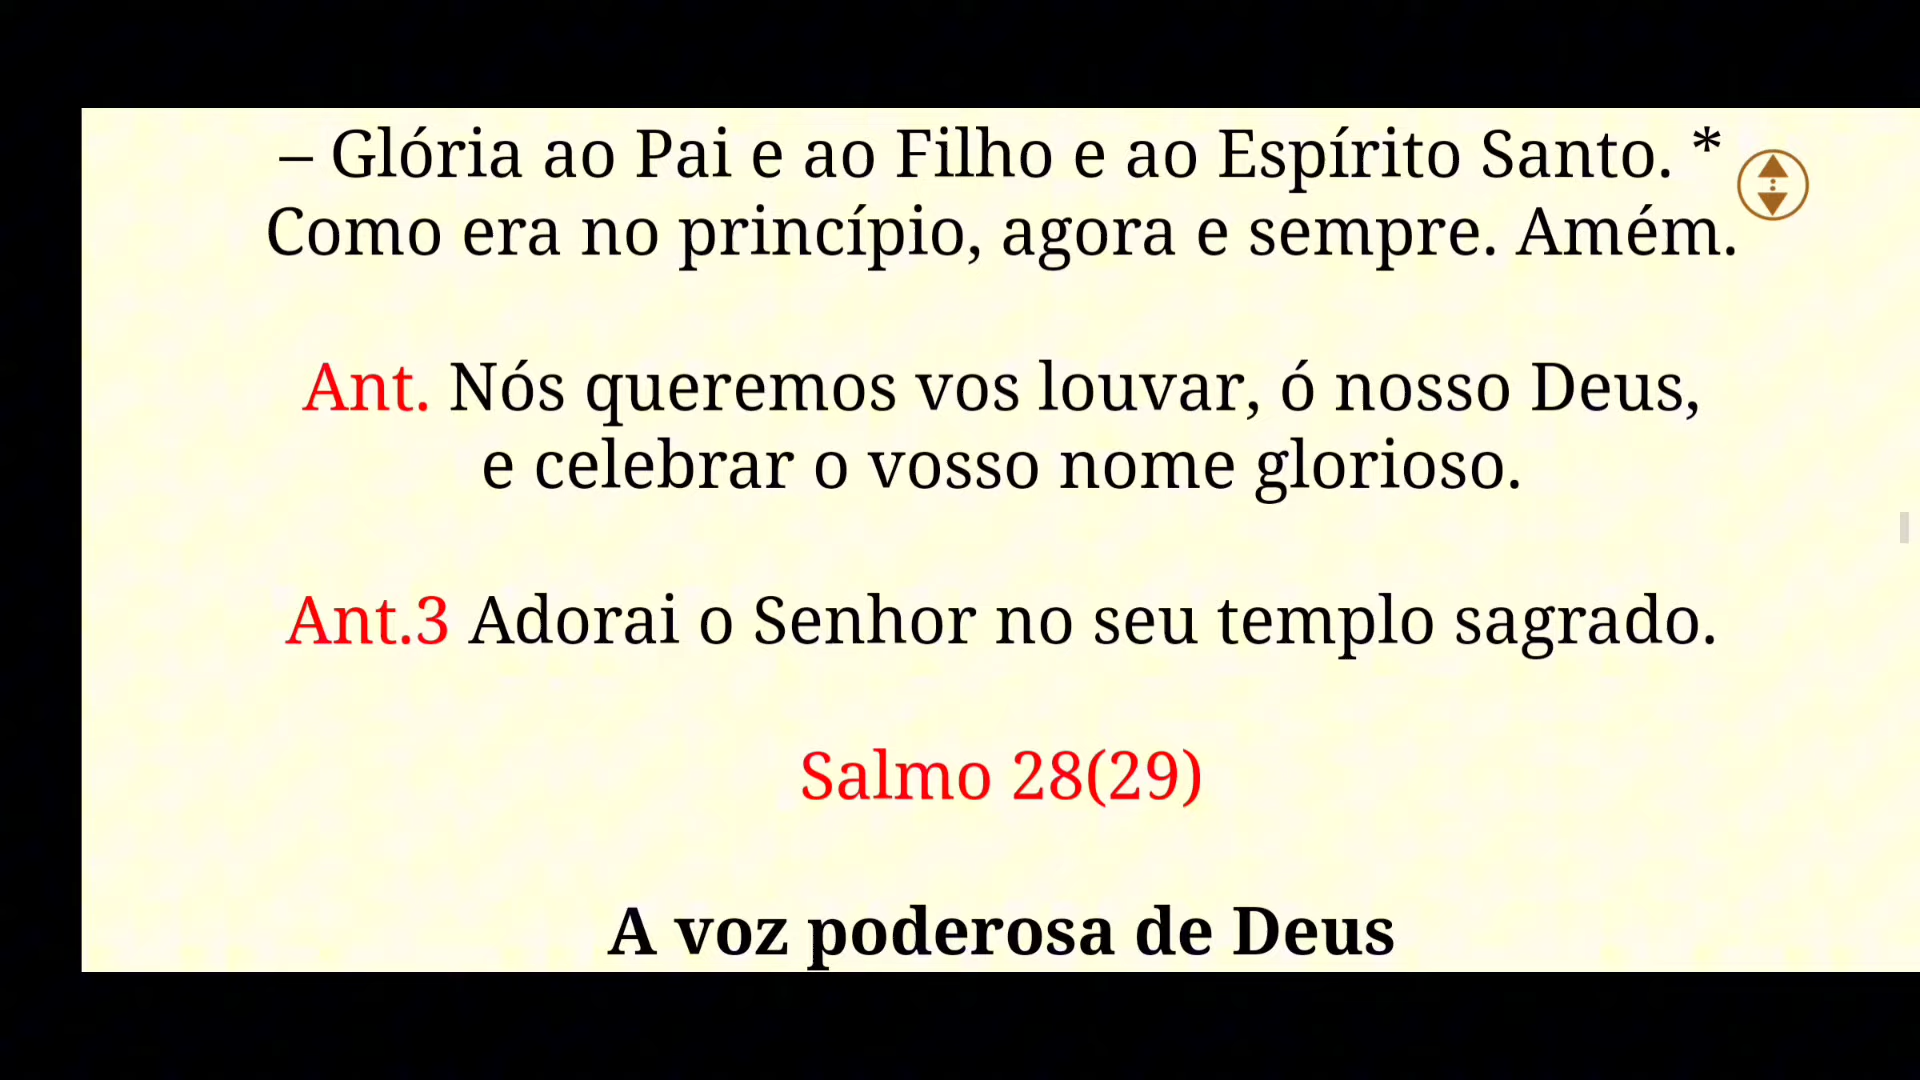 – Glória ao Pai e ao Filho e ao Espírito Santo. *
Como era no princípio, agora e sempre. Amém.
Ant. Nós queremos vos louvar, ó nosso Deus,
e celebrar o vosso nome glorioso.
Ant.3 Adorai o Senhor no seu templo sagrado.
Salmo 28(29)
A voz poderosa de Deus